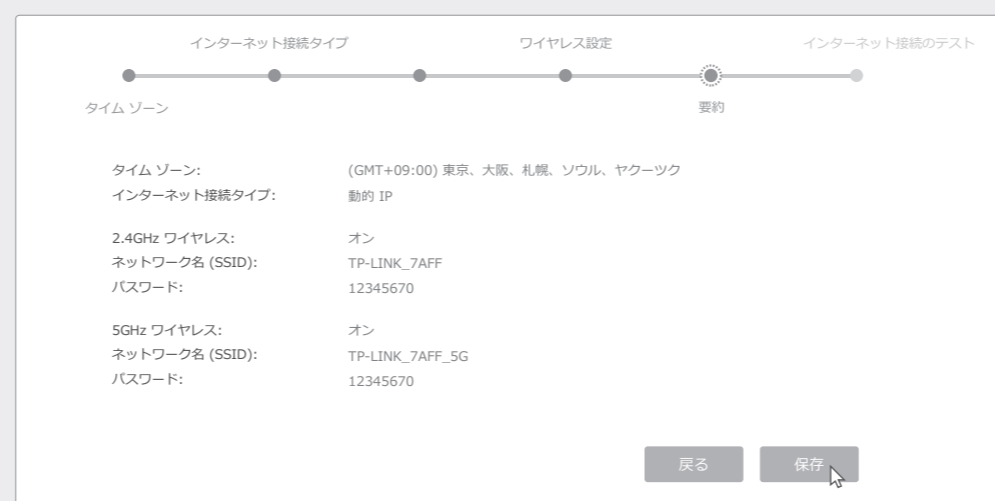 インターネット接続タイプ
ワイヤレス設定
インターネット接続のテスト
タイム ゾーン
要約
タイム ゾーン: (GMT+09:00) 東京、大阪、札幌、ソウル、ヤクーツク
インターネット接続タイプ: 動的 IP
2.4GHz ワイヤレス: オン
ネットワーク名 (SSID): TP-LINK_7AFF
パスワード: 12345670
5GHz ワイヤレス: オン
ネットワーク名 (SSID): TP-LINK_7AFF_5G
パスワード: 12345670
戻る
保存